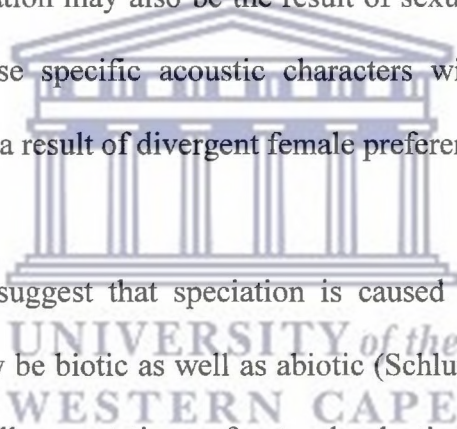 ation may also be the result of sexu
se specific acoustic characters wi
a result of divergent female preferen
suggest that speciation is caused
UNIVERSITY of the
y be biotic as well as abiotic (Schlu
WESTERN CAPE